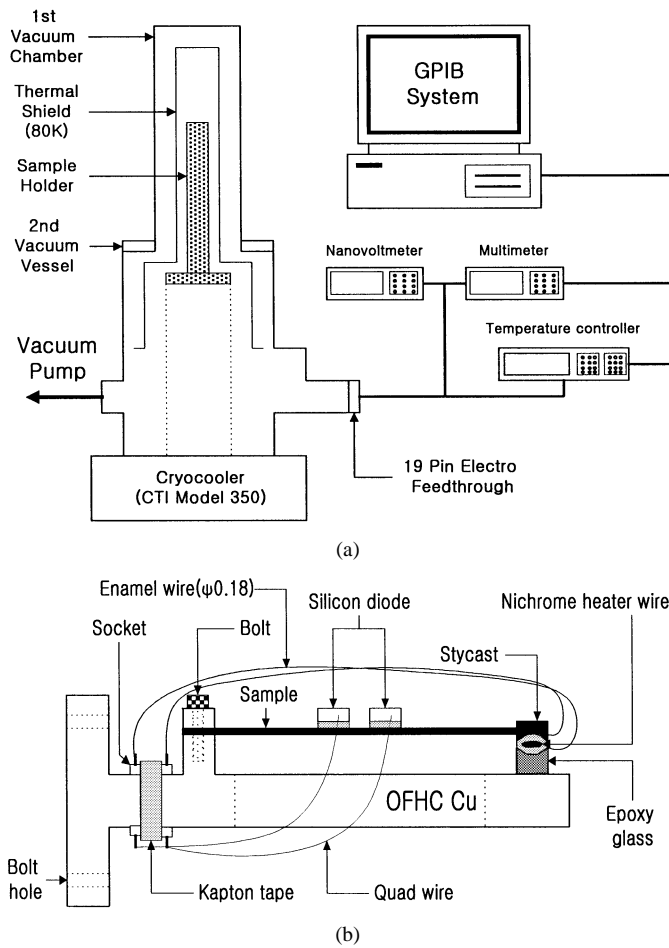 1st
Vacuum
Chamber
Thermal
Shield
(80K)
Sample
Holder
2nd
Vacuum
Vessel
GPIB
System
Nanovoltmeter
Multimeter
Temperature controller
Vacuum
Pump
19 Pin Electro
Feedthrough
Cryocooler
(CTI Model 350)
(a)
Enamel wire(ψ0.18)
Silicon diode
Nichrome heater wire
Socket
Bolt
Stycast
Sample
OFHC Cu
Epoxy
glass
Bolt
hole
Kapton tape
Quad wire
(b)